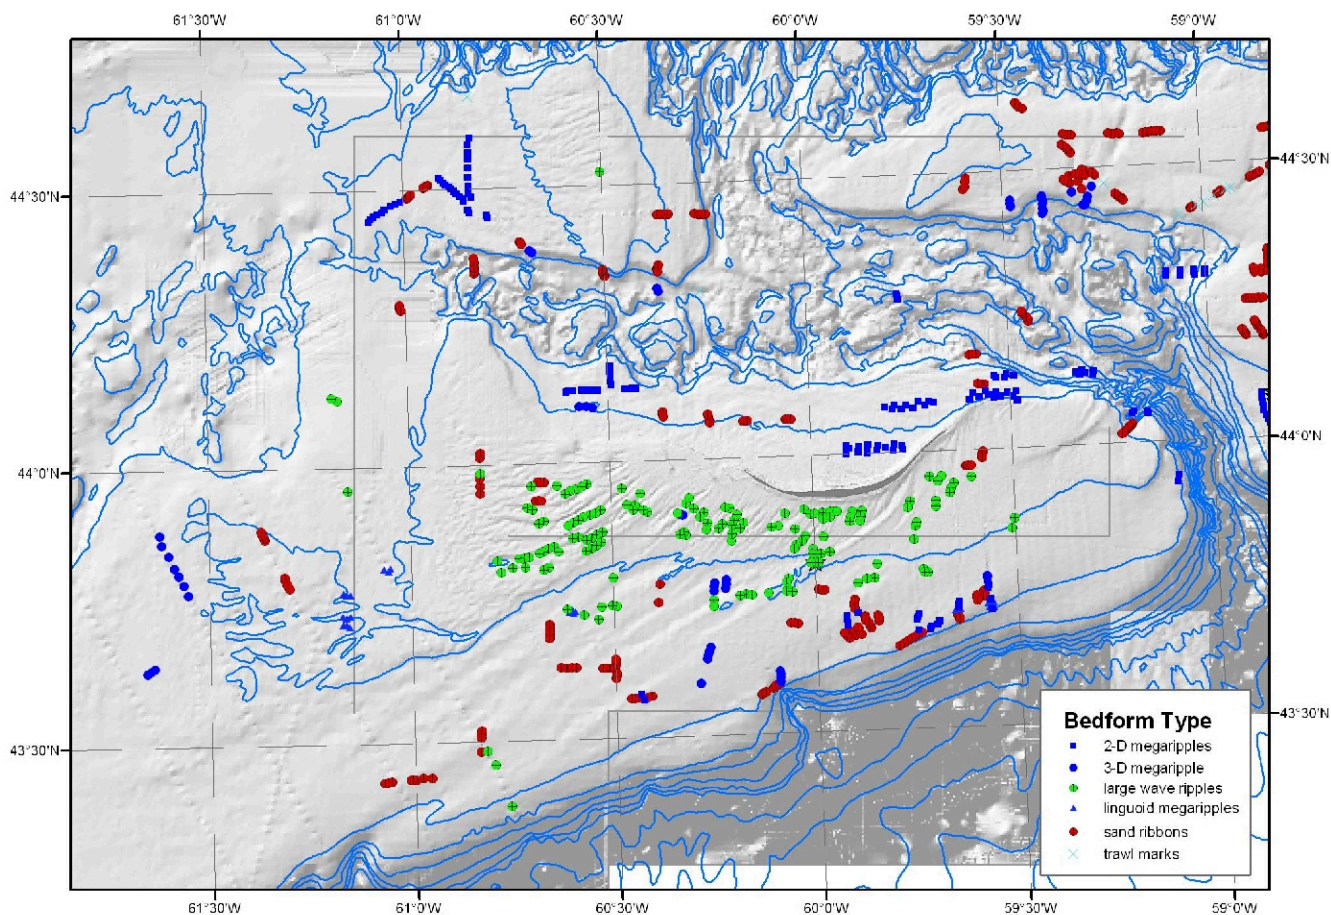 61°30'W 61°0'W 60°30'W 60°0'W 59°30'W 59°0'W
44°30'N
44°30'N
44°0'N
44°0'N
43°30'N
43°30'N
Bedform Type
2-D megaripples
3-D megaripple
large wave ripples
linguoid megaripples
sand ribbons
trawl marks
61°30'W 61°0'W 60°30'W 60°0'W 59°30'W 59°0'W